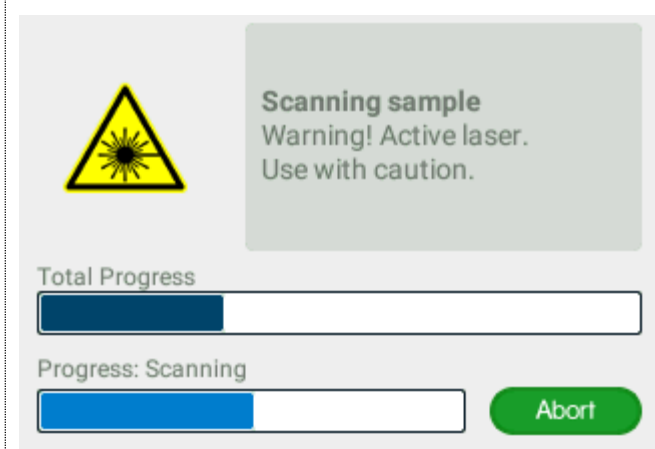 Scanning sample
Warning! Active laser.
Use with caution.
Total Progress
Progress: Scanning
Abort